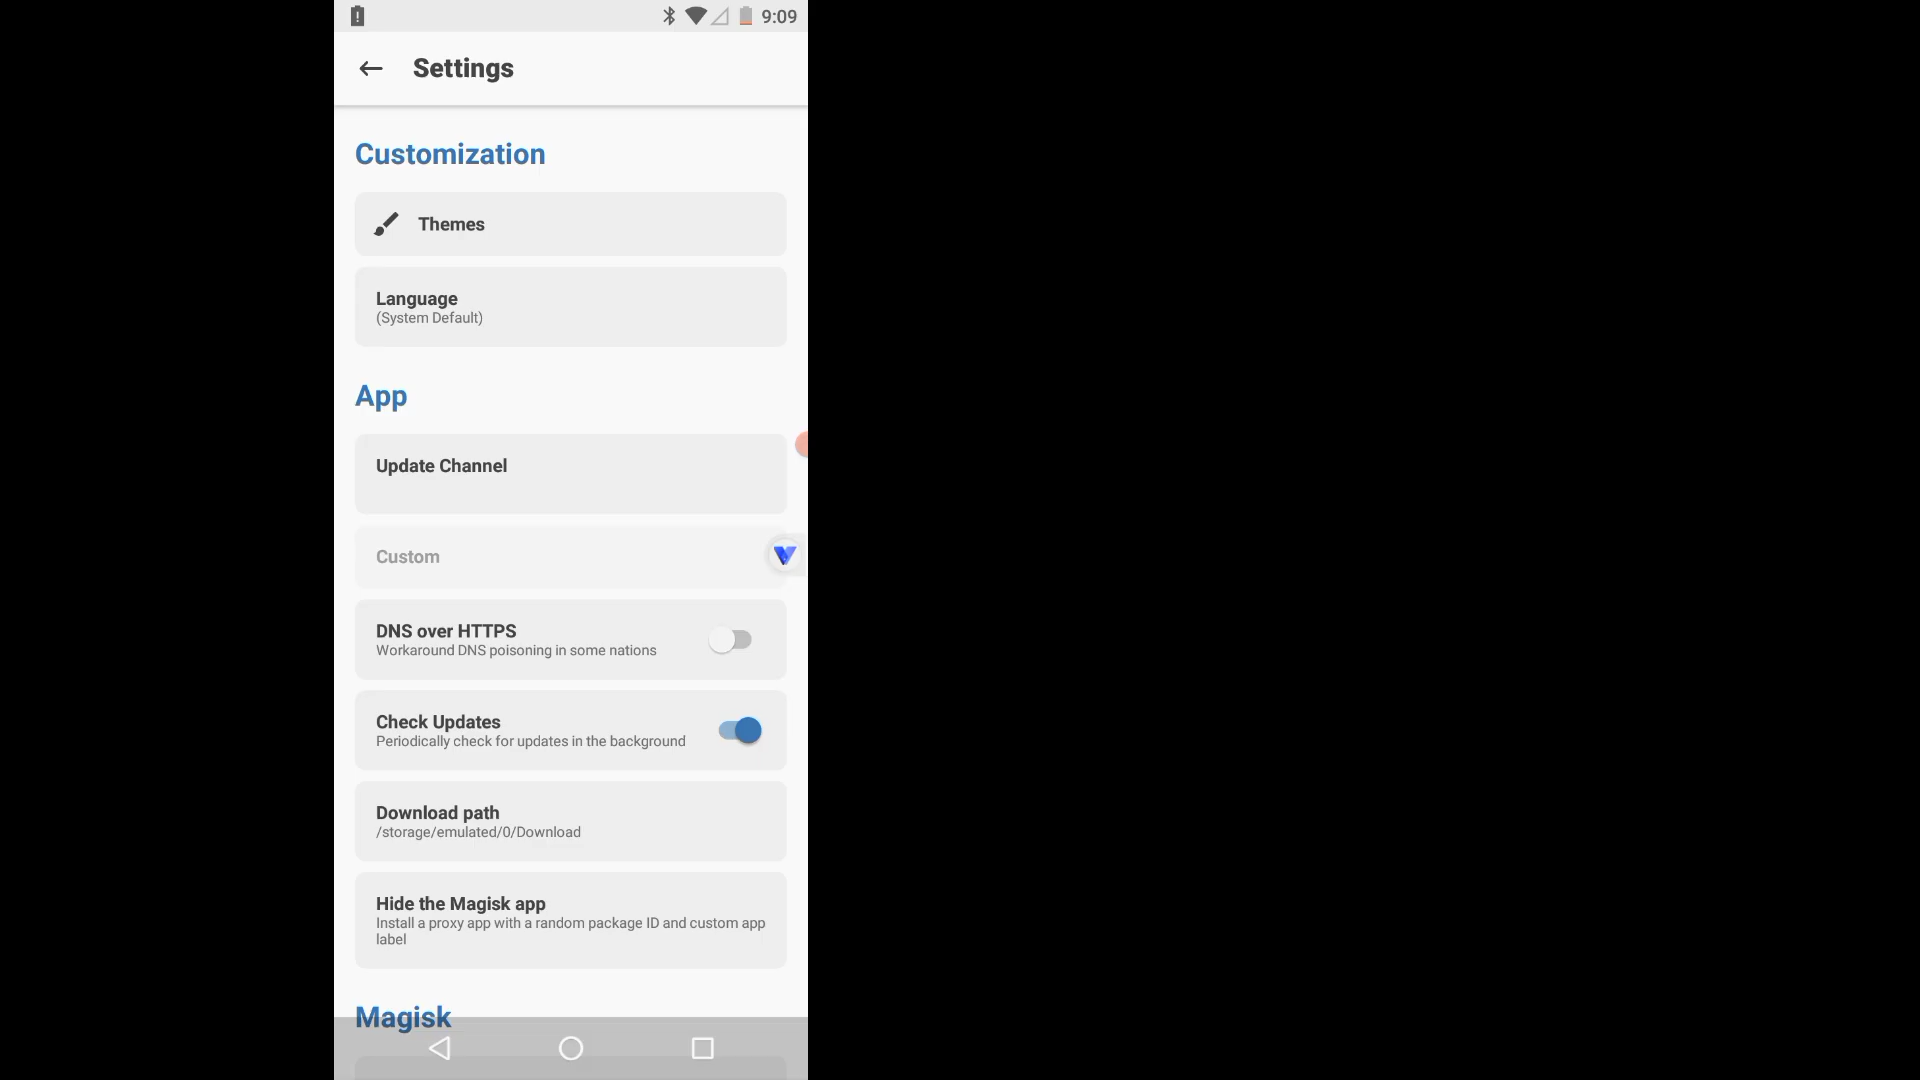 9:09
Settings
Customization
Themes
Language
(System Default)
App
Update Channel
Custom
DNS over HTTPS
Workaround DNS poisoning in some nations
Check Updates
Periodically check for updates in the background
Download path
/storage/emulated/0/Download
Hide the Magisk app
Install a proxy app with a random package ID and custom app
label
Magisk